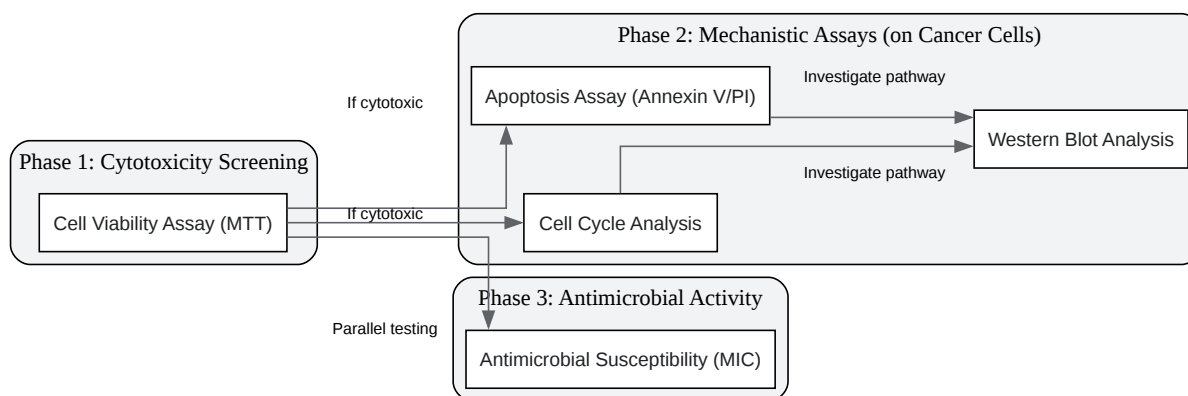 Phase 2: Mechanistic Assays (on Cancer Cells)
Investigate pathway
Apoptosis Assay (Annexin V/PI)
If cytotoxic
Western Blot Analysis
Phase 1: Cytotoxicity Screening
Investigate pathway
Cell Viability Assay (MTT)
If cytotoxic
Cell Cycle Analysis
Phase 3: Antimicrobial Activity
Parallel testing
Antimicrobial Susceptibility (MIC)